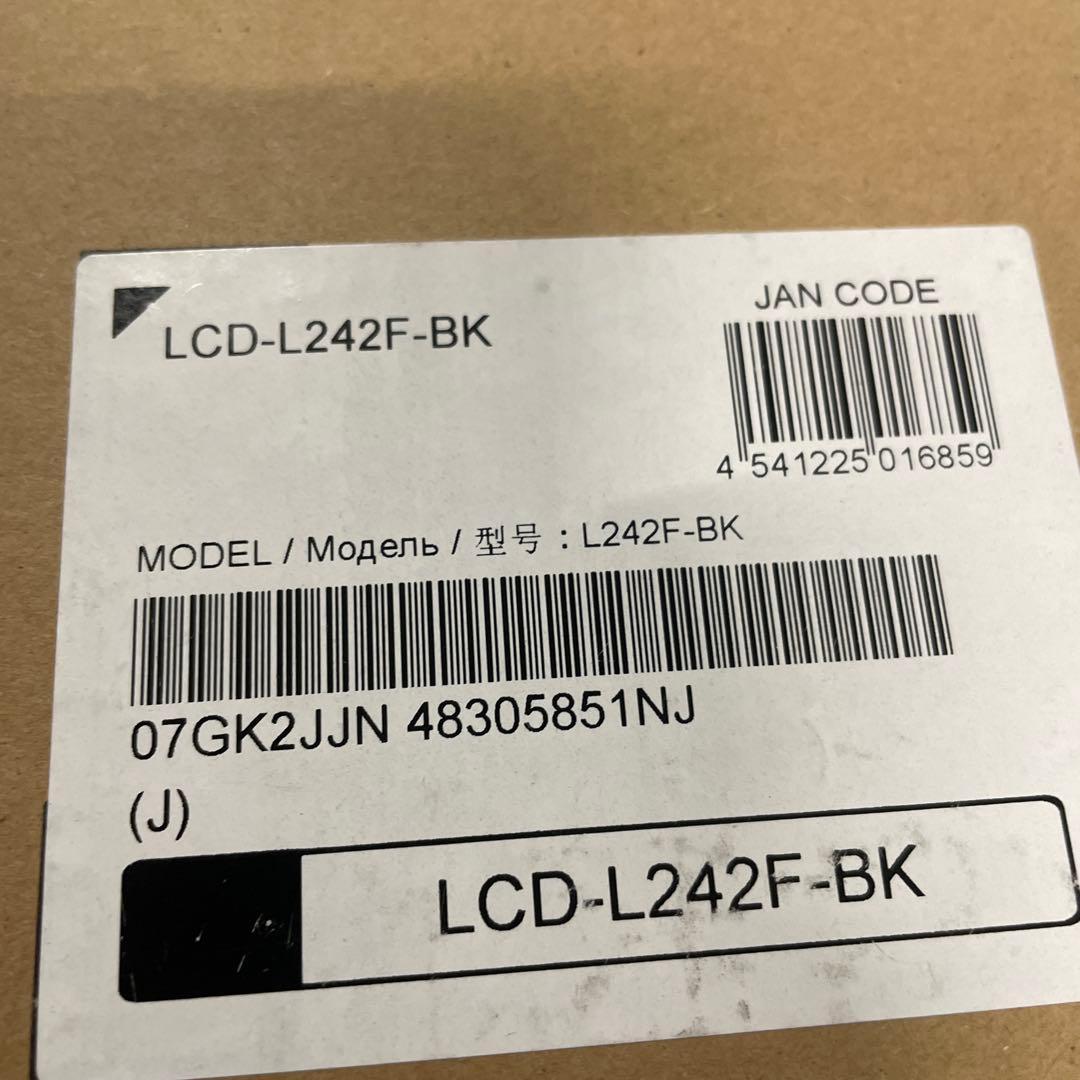 LCD-L242F-BK
JAN CODE
4 541225 016859
MODEL / Модель / 型号 : L242F-BK
07GK2JJN 48305851NJ
(J)
LCD-L242F-BK